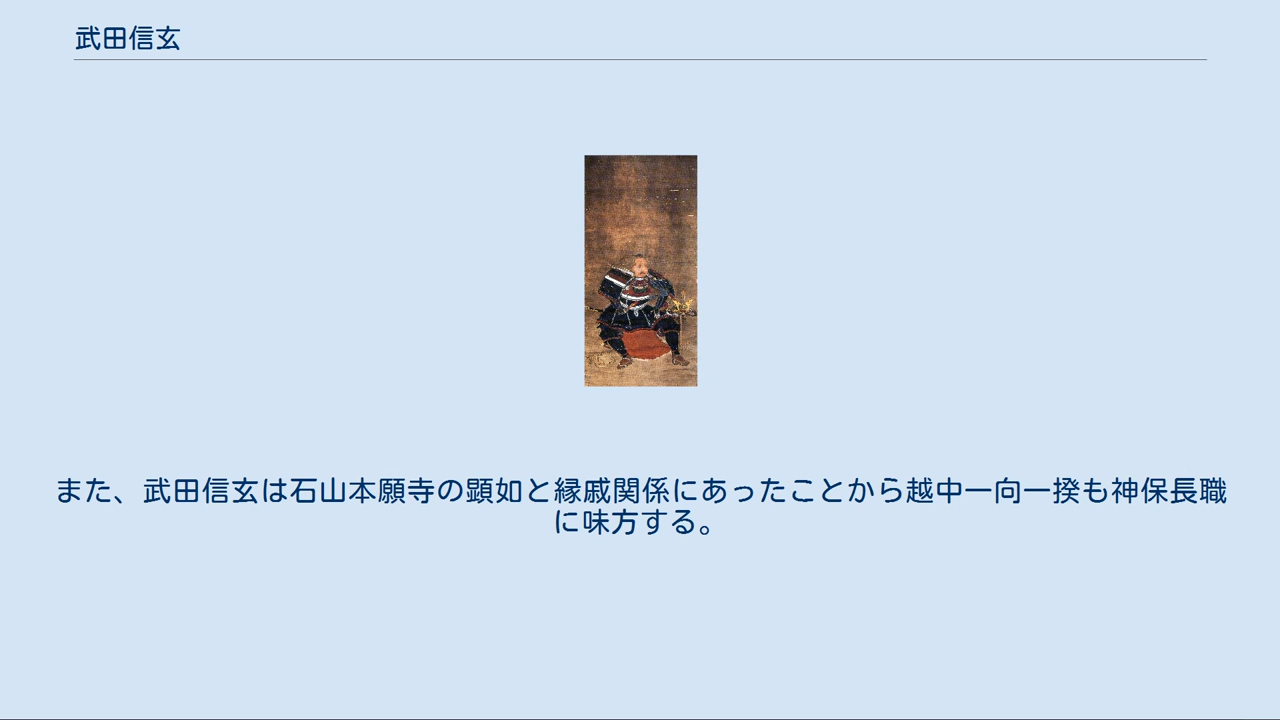 武田信玄
また、武田信玄は石山本願寺の顕如と縁戚関係にあったことから越中一向一揆も神保長職
に味方する。